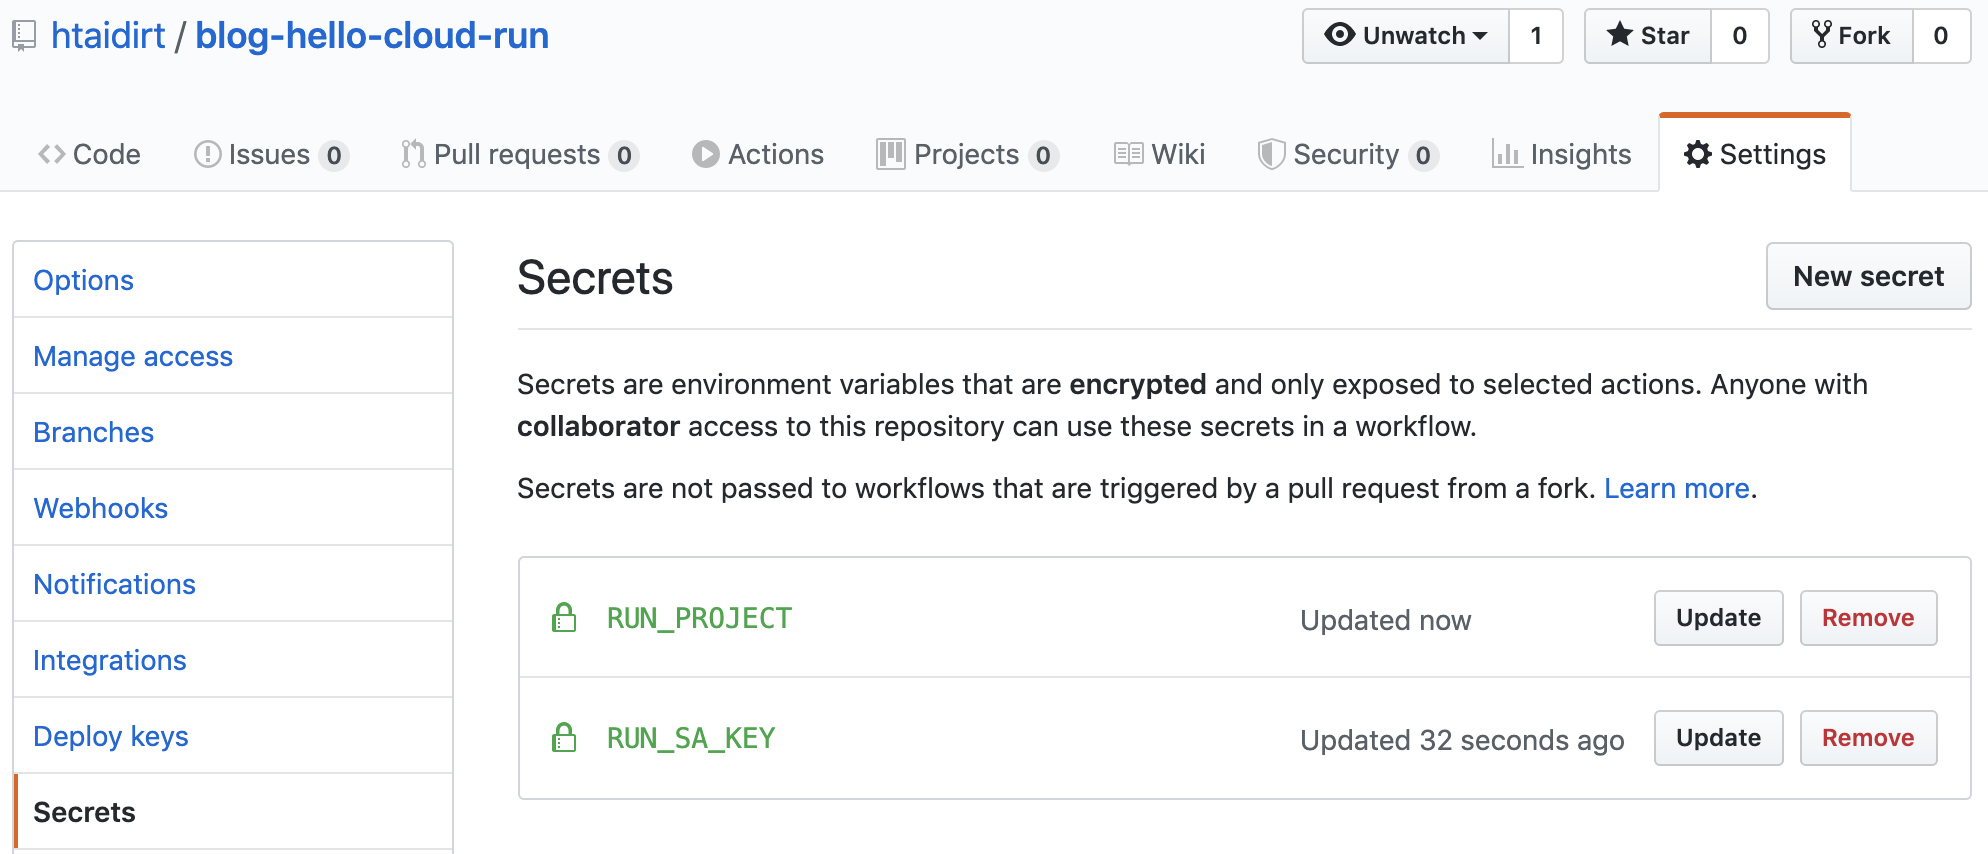 htaidirt / blog-hello-cloud-run
Unwatch 1 Star 0 Fork 0
Code Issues 0 Pull requests 0 Actions Projects 0 Wiki Security 0 Insights Settings
Options
Manage access
Branches
Webhooks
Notifications
Integrations
Deploy keys
Secrets
Secrets
New secret
Secrets are environment variables that are encrypted and only exposed to selected actions. Anyone with
collaborator access to this repository can use these secrets in a workflow.
Secrets are not passed to workflows that are triggered by a pull request from a fork. Learn more.
RUN_PROJECT Updated now Update Remove
RUN_SA_KEY Updated 32 seconds ago Update Remove